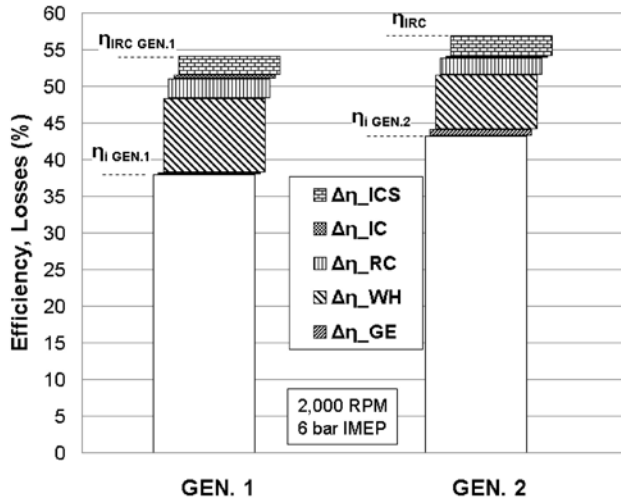 60
55
50
45
40
35
30
25
20
15
10
5
0
Efficiency, Losses (%)
ηIRC GEN.1
ηi GEN.1
ηIRC
ηi GEN.2
Δη_ICS
Δη_IC
Δη_RC
Δη_WH
Δη_GE
2,000 RPM
6 bar IMEP
GEN. 1
GEN. 2